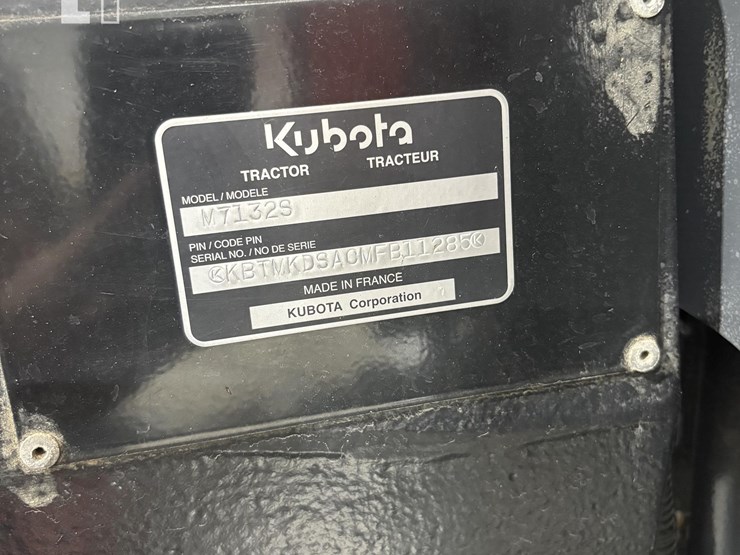 Kubota
TRACTOR TRACTEUR
MODEL / MODELE
M7132S
PIN / CODE PIN
SERIAL NO. / NO DE SERIE
KBTMKDSACMFB11285
MADE IN FRANCE
KUBOTA Corporation